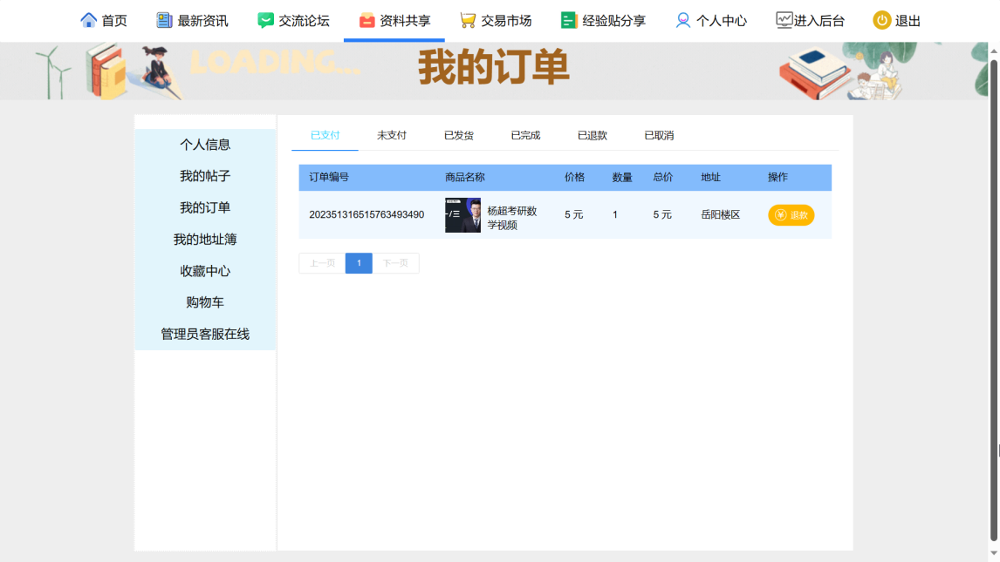 首页 最新资讯 交流论坛 资料共享 交易市场 经验贴分享 个人中心 进入后台 退出
LOADING...
我的订单
个人信息
我的帖子
我的订单
我的地址簿
收藏中心
购物车
管理员客服在线
已支付 未支付 已发货 已完成 已退款 已取消
订单编号 商品名称 价格 数量 总价 地址 操作
202351316515763493490 杨超考研数学视频 5 元 1 5 元 岳阳楼区 退款
上一页 1 下一页